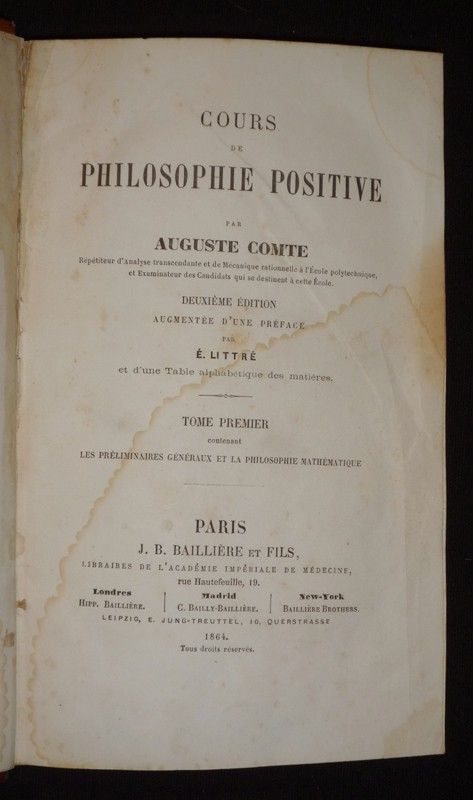 COURS
DE
PHILOSOPHIE POSITIVE
PAR
AUGUSTE COMTE
Répétiteur d'Analyse transcendante et de Mécanique rationnelle à l'École polytechnique,
et Examinateur des Candidats qui se destinent à cette École.
DEUXIÈME ÉDITION
AUGMENTÉE D'UNE PRÉFACE
PAR
É. LITTRÉ
et d'une Table alphabétique des matières.
TOME PREMIER
contenant
LES PRÉLIMINAIRES GÉNÉRAUX ET LA PHILOSOPHIE MATHÉMATIQUE
PARIS
J. B. BAILLIÈRE ET FILS,
LIBRAIRES DE L'ACADÉMIE IMPÉRIALE DE MÉDECINE,
rue Hautefeuille, 19.
Londres Madrid New-York
HIPP. BAILLIÈRE. C. BAILLY-BAILLIÈRE. BAILLIÈRE BROTHERS.
LEIPZIG, E. JUNG-TREUTTEL, 10, QUERSTRASSE
1864.
Tous droits réservés.